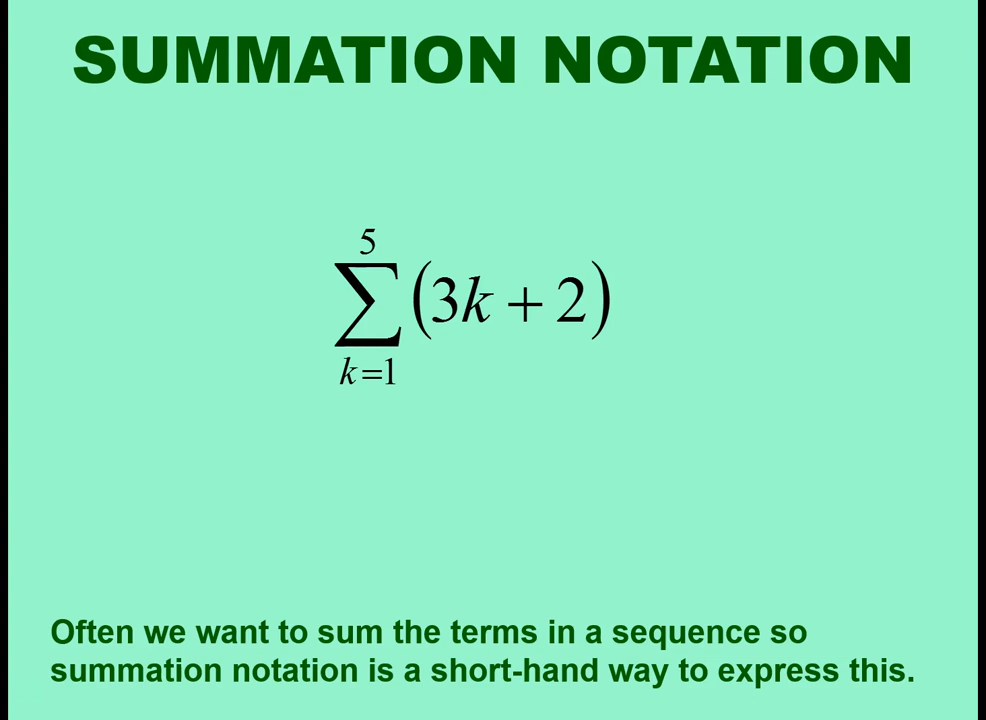 SUMMATION NOTATION
5
∑(3k + 2)
k=1
Often we want to sum the terms in a sequence so
summation notation is a short-hand way to express this.